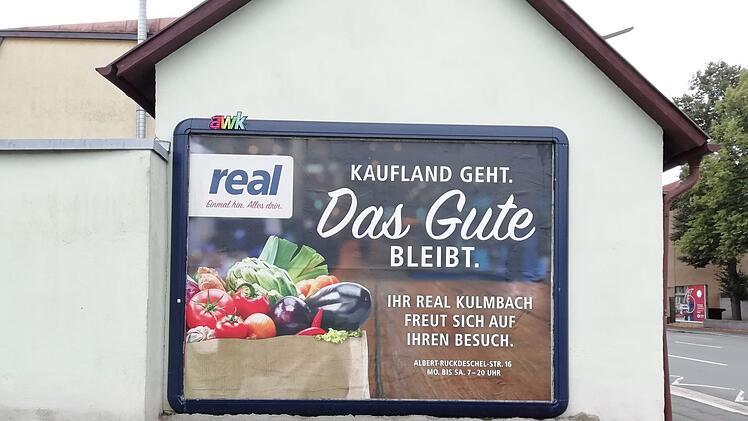 awk
real
Einmal hin. Alles drin.
KAUFLAND GEHT.
Das Gute
BLEIBT.
IHR REAL KULMBACH
FREUT SICH AUF
IHREN BESUCH.
ALBERT-RUCKDESCHEL-STR. 16
MO. BIS SA. 7–20 UHR